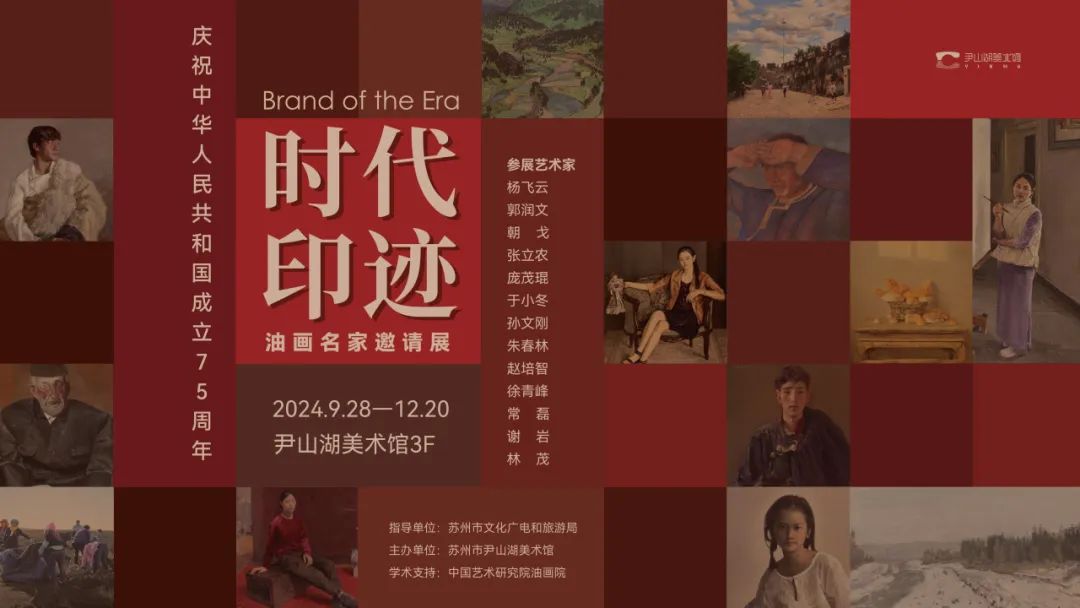 庆祝中华人民共和国成立75周年
Brand of the Era
时代
印迹
油画名家邀请展
2024.9.28—12.20
尹山湖美术馆3F
参展艺术家
杨飞云
郭润文
朝 戈
张立农
庞茂琨
于小冬
孙文刚
朱春林
赵培智
徐青峰
常 磊
谢 岩
林 茂
指导单位：苏州市文化广电和旅游局
主办单位：苏州市尹山湖美术馆
学术支持：中国艺术研究院油画院
尹山湖美术馆